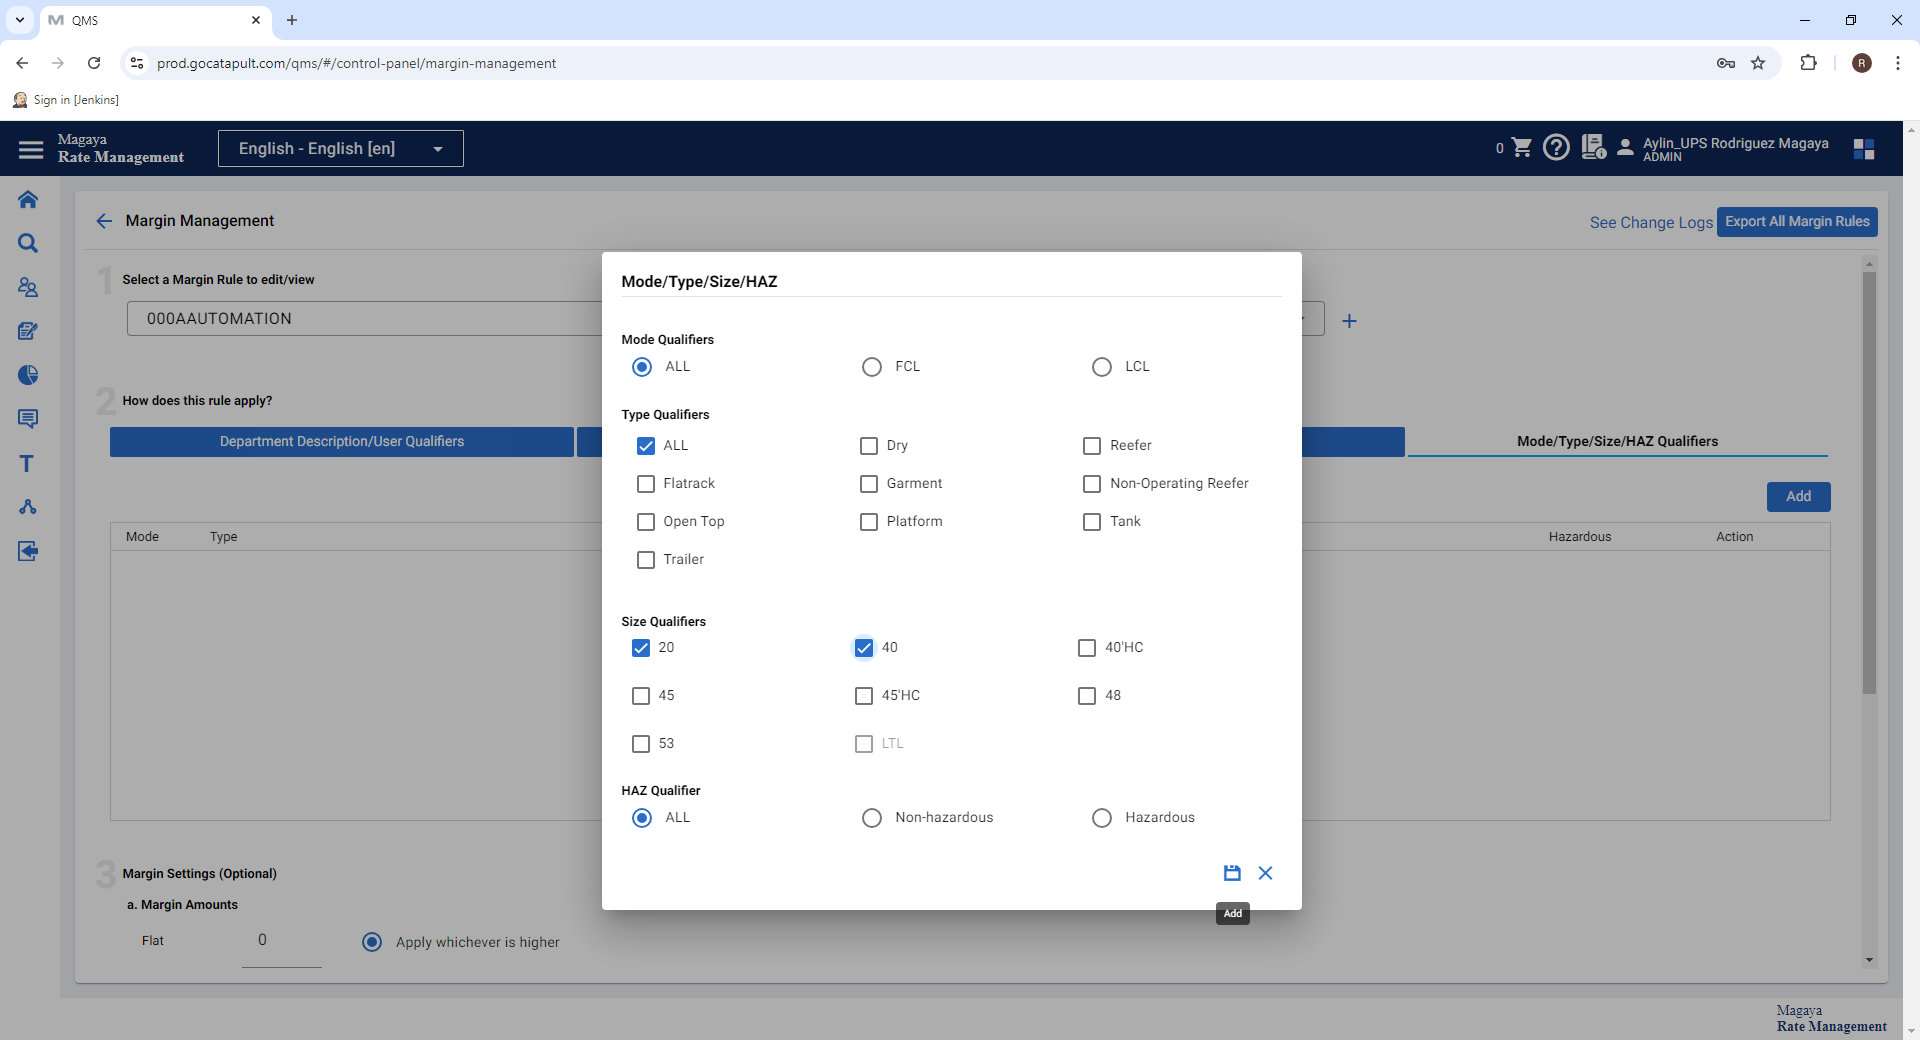 QMS
prod.gocatapult.com/qms/#/control-panel/margin-management
R
Sign in [Jenkins]
Magaya
Rate Management
English - English [en]
0
Aylin_UPS Rodriguez Magaya
ADMIN
Margin Management
See Change Logs
Export All Margin Rules
1
Select a Margin Rule to edit/view
000AAUTOMATION
2
How does this rule apply?
Department Description/User Qualifiers
Mode/Type/Size/HAZ Qualifiers
Add
Mode
Type
Hazardous
Action
3
Margin Settings (Optional)
a. Margin Amounts
Flat
0
Apply whichever is higher
Mode/Type/Size/HAZ
Mode Qualifiers
ALL
FCL
LCL
Type Qualifiers
ALL
Dry
Reefer
Flatrack
Garment
Non-Operating Reefer
Open Top
Platform
Tank
Trailer
Size Qualifiers
20
40
40'HC
45
45'HC
48
53
LTL
HAZ Qualifier
ALL
Non-hazardous
Hazardous
Add
Magaya
Rate Management